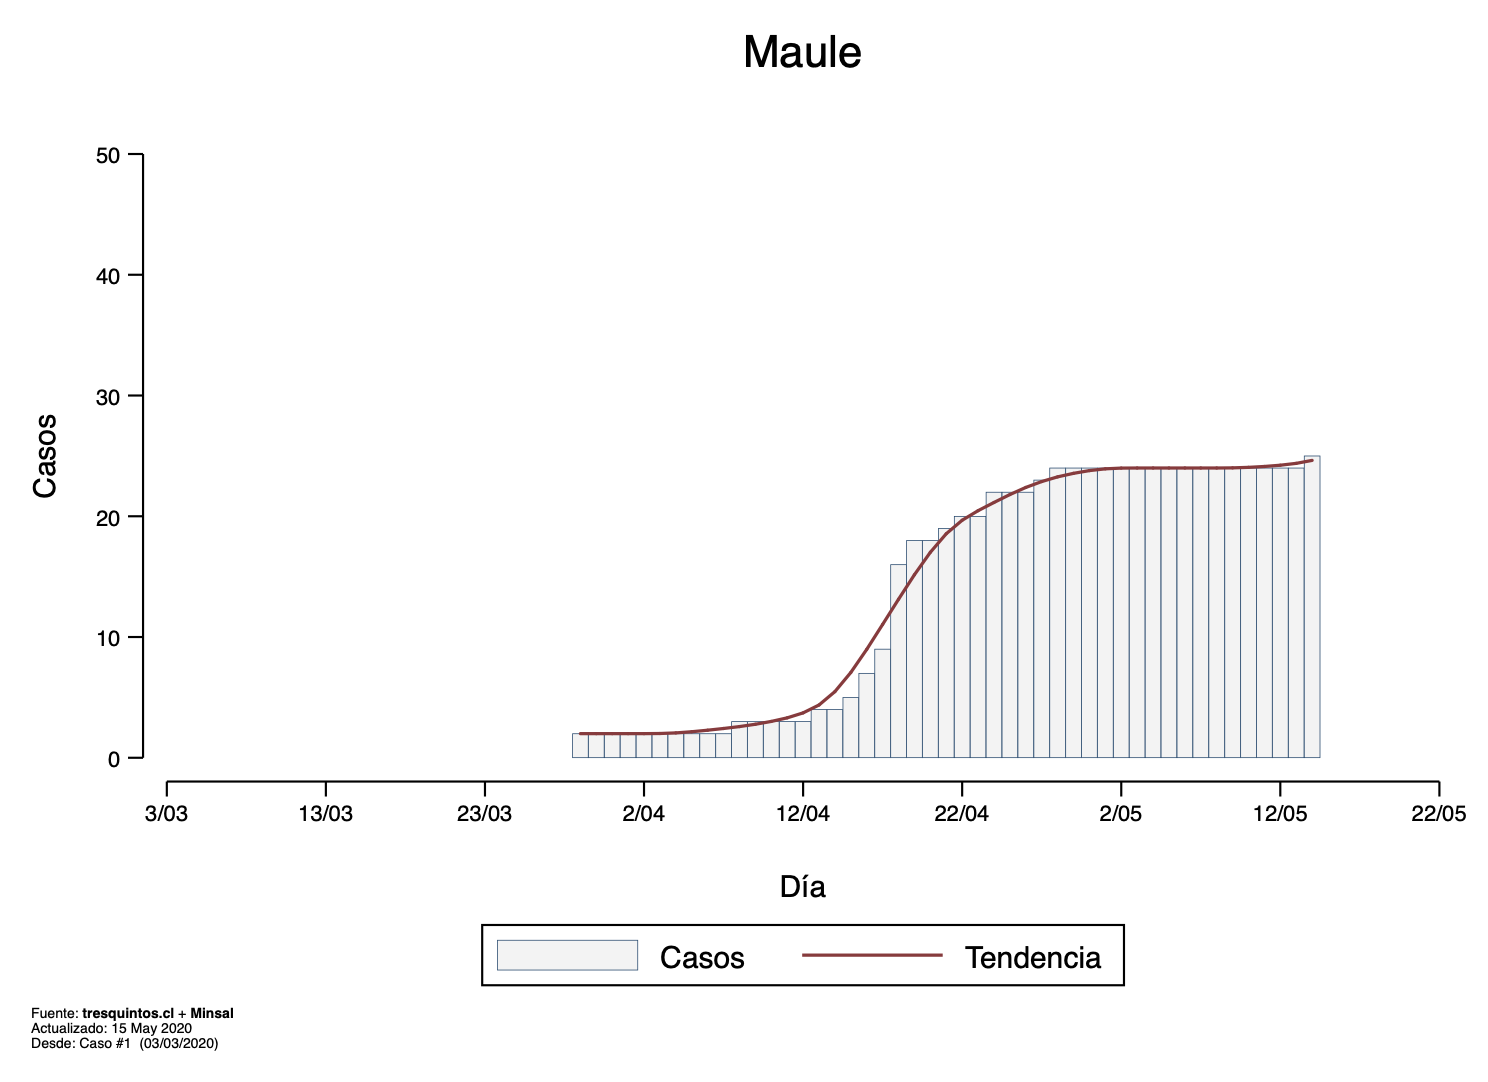 Maule
50
40
30
20
10
0
Casos
3/03 13/03 23/03 2/04 12/04 22/04 2/05 12/05 22/05
Día
Casos Tendencia
Fuente: tresquintos.cl + Minsal
Actualizado: 15 May 2020
Desde: Caso #1 (03/03/2020)